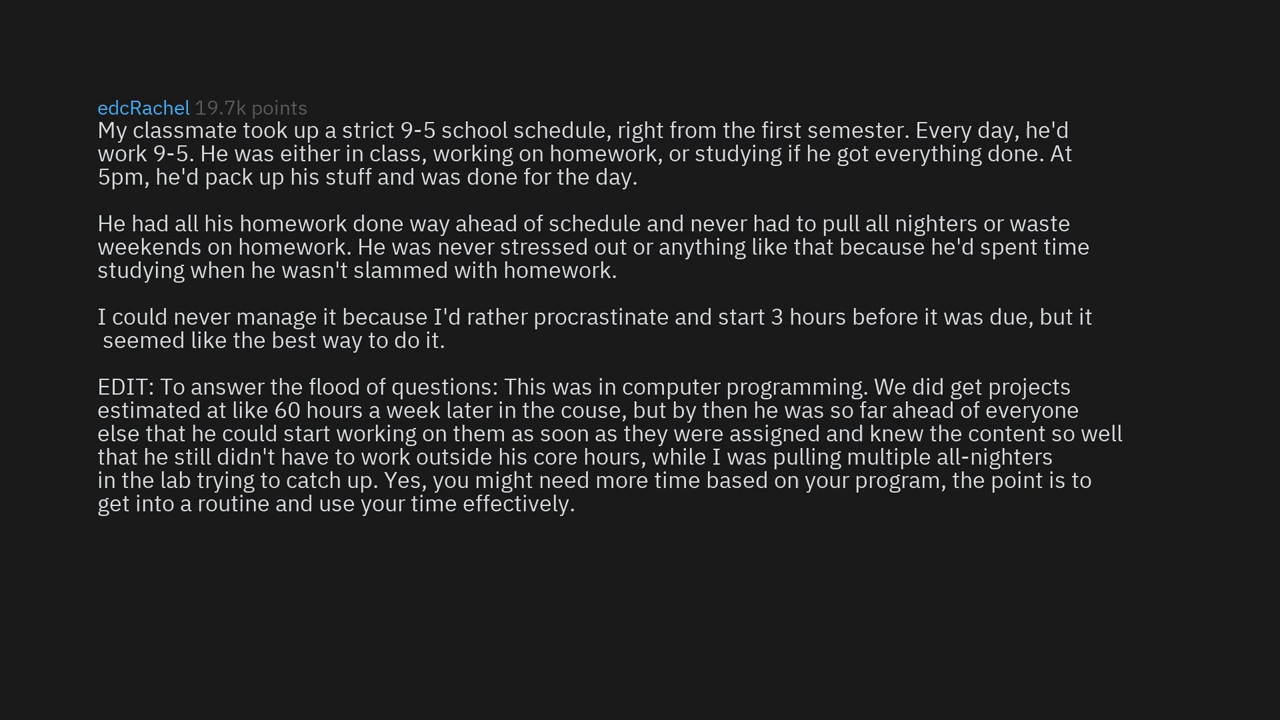 edcRachel 19.7k points
My classmate took up a strict 9-5 school schedule, right from the first semester. Every day, he'd
work 9-5. He was either in class, working on homework, or studying if he got everything done. At
5pm, he'd pack up his stuff and was done for the day.
He had all his homework done way ahead of schedule and never had to pull all nighters or waste
weekends on homework. He was never stressed out or anything like that because he'd spent time
studying when he wasn't slammed with homework.
I could never manage it because I'd rather procrastinate and start 3 hours before it was due, but it
seemed like the best way to do it.
EDIT: To answer the flood of questions: This was in computer programming. We did get projects
estimated at like 60 hours a week later in the couse, but by then he was so far ahead of everyone
else that he could start working on them as soon as they were assigned and knew the content so well
that he still didn't have to work outside his core hours, while I was pulling multiple all-nighters
in the lab trying to catch up. Yes, you might need more time based on your program, the point is to
get into a routine and use your time effectively.